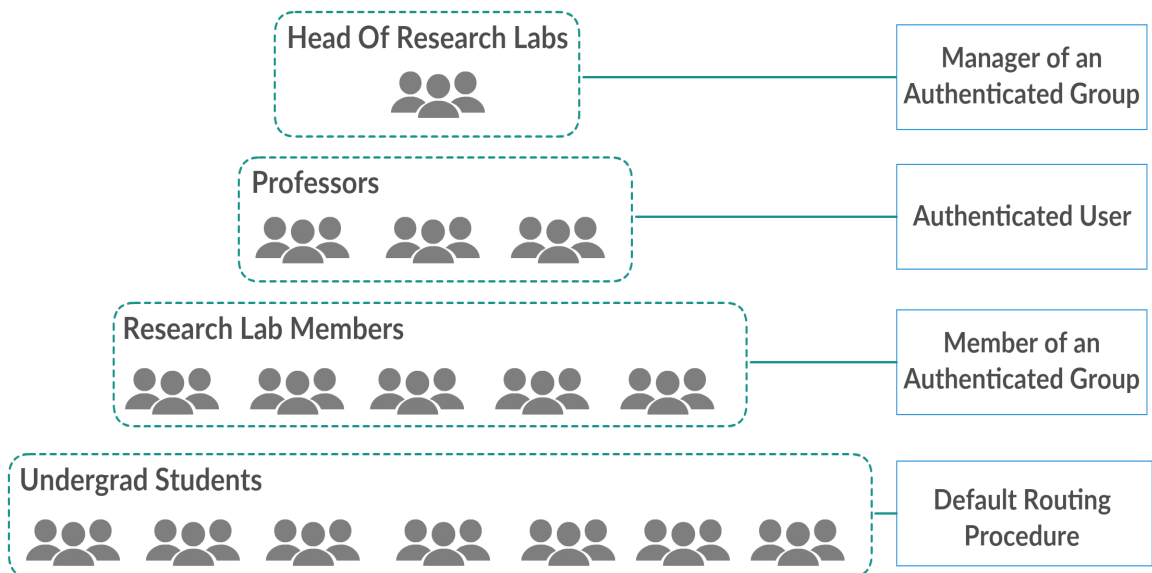 Head Of Research Labs
Manager of an
Authenticated Group
Professors
Authenticated User
Research Lab Members
Member of an
Authenticated Group
Undergrad Students
Default Routing
Procedure